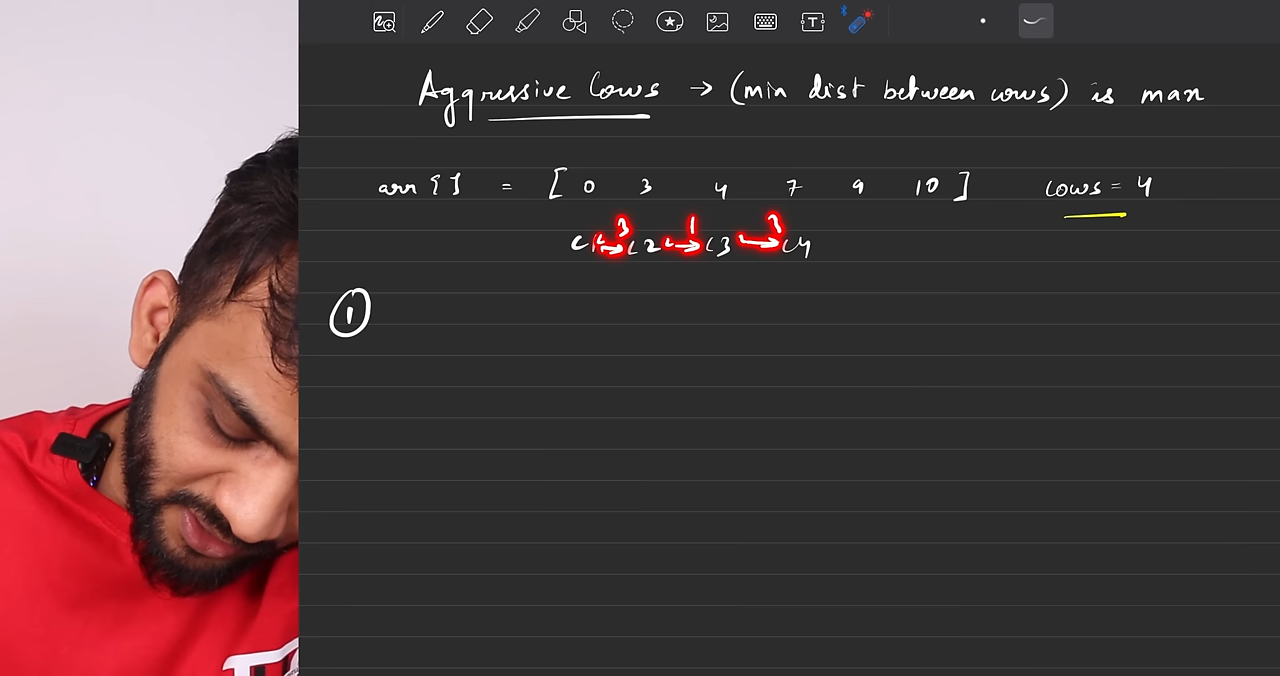 Aggressive Cows → (min dist between cows) is max
arr [ ] = [ 0 3 4 7 9 10 ] cows = 4
3 1 3
C1 ↔ C2 ↔ C3 ↔ C4
①